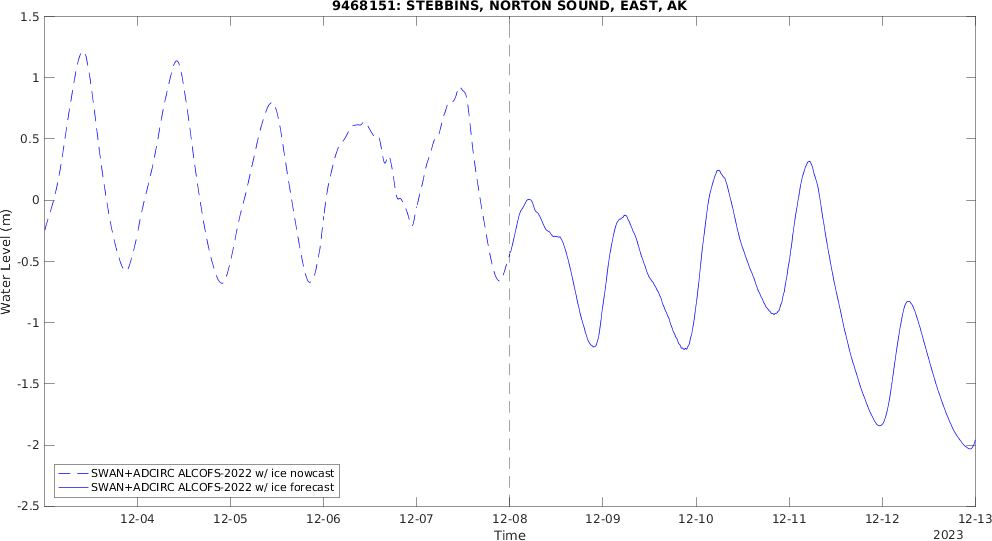 9468151: STEBBINS, NORTON SOUND, EAST, AK
1.5
1
0.5
0
-0.5
-1
-1.5
-2
-2.5
Water Level (m)
SWAN+ADCIRC ALCOFS-2022 w/ ice nowcast
SWAN+ADCIRC ALCOFS-2022 w/ ice forecast
12-04 12-05 12-06 12-07 12-08 12-09 12-10 12-11 12-12 12-13
Time
2023